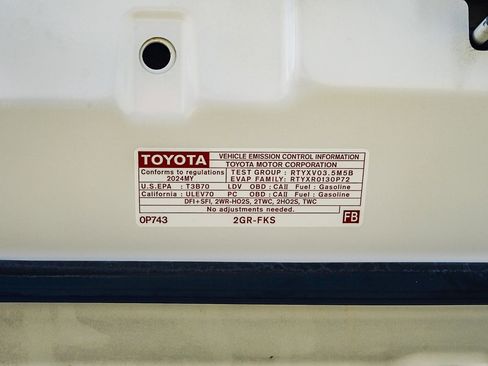 TOYOTA VEHICLE EMISSION CONTROL INFORMATION
TOYOTA MOTOR CORPORATION
Conforms to regulations
2024MY
TEST GROUP : RTYXV03.5M5B
EVAP FAMILY: RTYXR0130P72
U.S.EPA : T3B70 LDV OBD : CAII Fuel : Gasoline
California : ULEV70 PC OBD : CAII Fuel : Gasoline
DFI+SFI, 2WR-HO2S, 2TWC, 2HO2S, TWC
No adjustments needed.
0P743 2GR-FKS FB